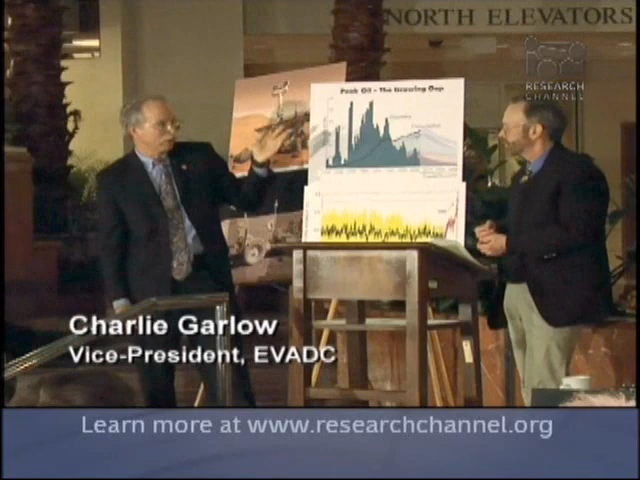 NORTH ELEVATORS
RESEARCH
CHANNEL
Peak Oil - The Growing Gap
Charlie Garlow
Vice-President, EVADC
Learn more at www.researchchannel.org